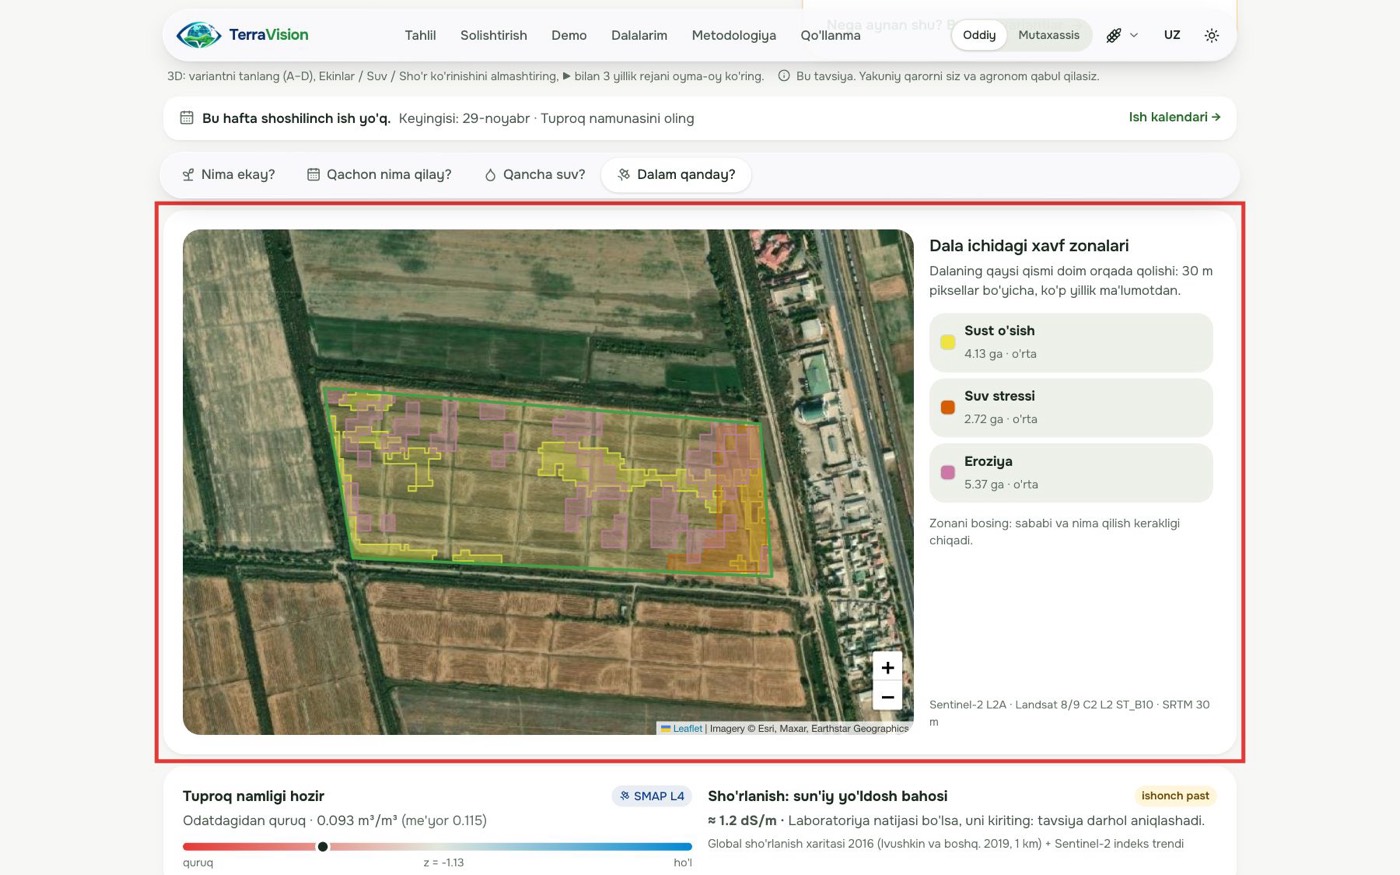 Nega aynan shu?
TerraVision
Tahlil
Solishtirish
Demo
Dalalarim
Metodologiya
Qo'llanma
Oddiy
Mutaxassis
UZ
3D: variantni tanlang (A–D), Ekinlar / Suv / Sho'r ko'rinishini almashtiring, ▶ bilan 3 yillik rejani oyma-oy ko'ring.
Bu tavsiya. Yakuniy qarorni siz va agronom qabul qilasiz.
Bu hafta shoshilinch ish yo'q. Keyingisi: 29-noyabr · Tuproq namunasini oling
Ish kalendari →
Nima ekay?
Qachon nima qilay?
Qancha suv?
Dalam qanday?
Dala ichidagi xavf zonalari
Dalaning qaysi qismi doim orqada qolishi: 30 m
piksellar bo'yicha, ko'p yillik ma'lumotdan.
Sust o'sish
4.13 ga · o'rta
Suv stressi
2.72 ga · o'rta
Eroziya
5.37 ga · o'rta
Zonani bosing: sababi va nima qilish kerakligi
chiqadi.
+
−
Leaflet | Imagery © Esri, Maxar, Earthstar Geographics
Sentinel-2 L2A · Landsat 8/9 C2 L2 ST_B10 · SRTM 30
m
Tuproq namligi hozir
SMAP L4
Odatdagidan quruq · 0.093 m³/m³ (me'yor 0.115)
quruq
z = -1.13
ho'l
Sho'rlanish: sun'iy yo'ldosh bahosi
ishonch past
≈ 1.2 dS/m · Laboratoriya natijasi bo'lsa, uni kiriting: tavsiya darhol aniqlashadi.
Global sho'rlanish xaritasi 2016 (Ivushkin va boshq. 2019, 1 km) + Sentinel-2 indeks trendi